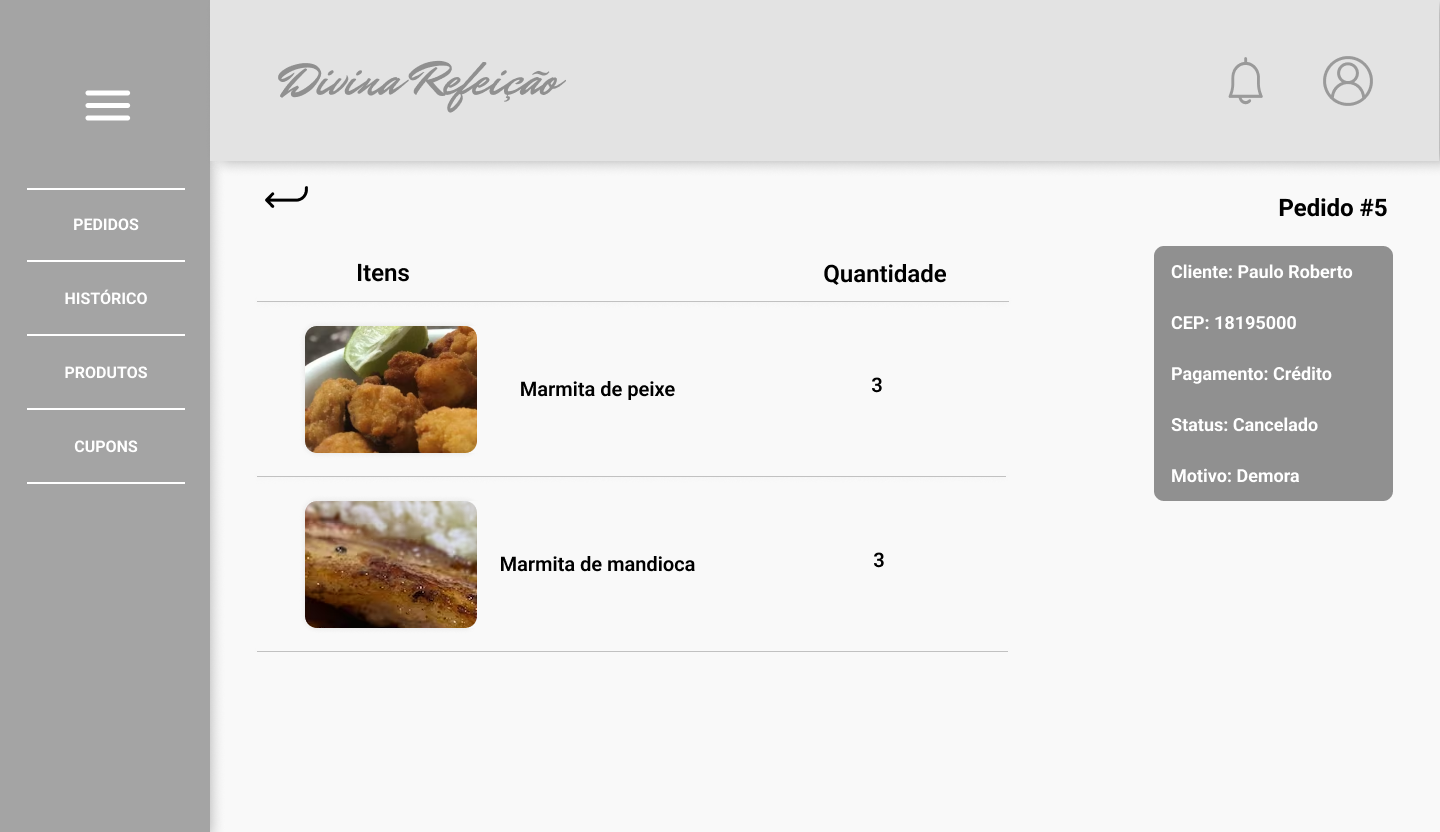 Divina Refeição
PEDIDOS
HISTÓRICO
PRODUTOS
CUPONS
Pedido #5
Itens
Quantidade
Marmita de peixe
3
Marmita de mandioca
3
Cliente: Paulo Roberto
CEP: 18195000
Pagamento: Crédito
Status: Cancelado
Motivo: Demora